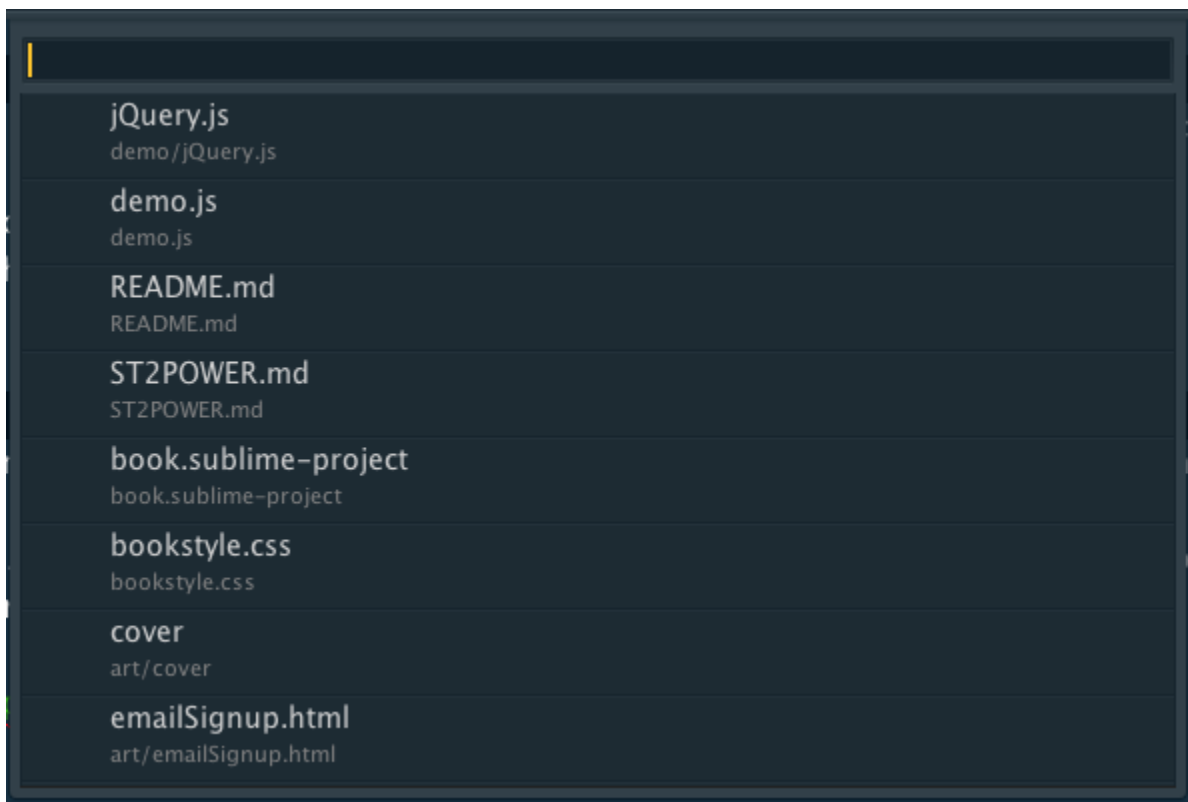 jQuery.js
demo/jQuery.js
demo.js
demo.js
README.md
README.md
ST2POWER.md
ST2POWER.md
book.sublime-project
book.sublime-project
bookstyle.css
bookstyle.css
cover
art/cover
emailSignup.html
art/emailSignup.html